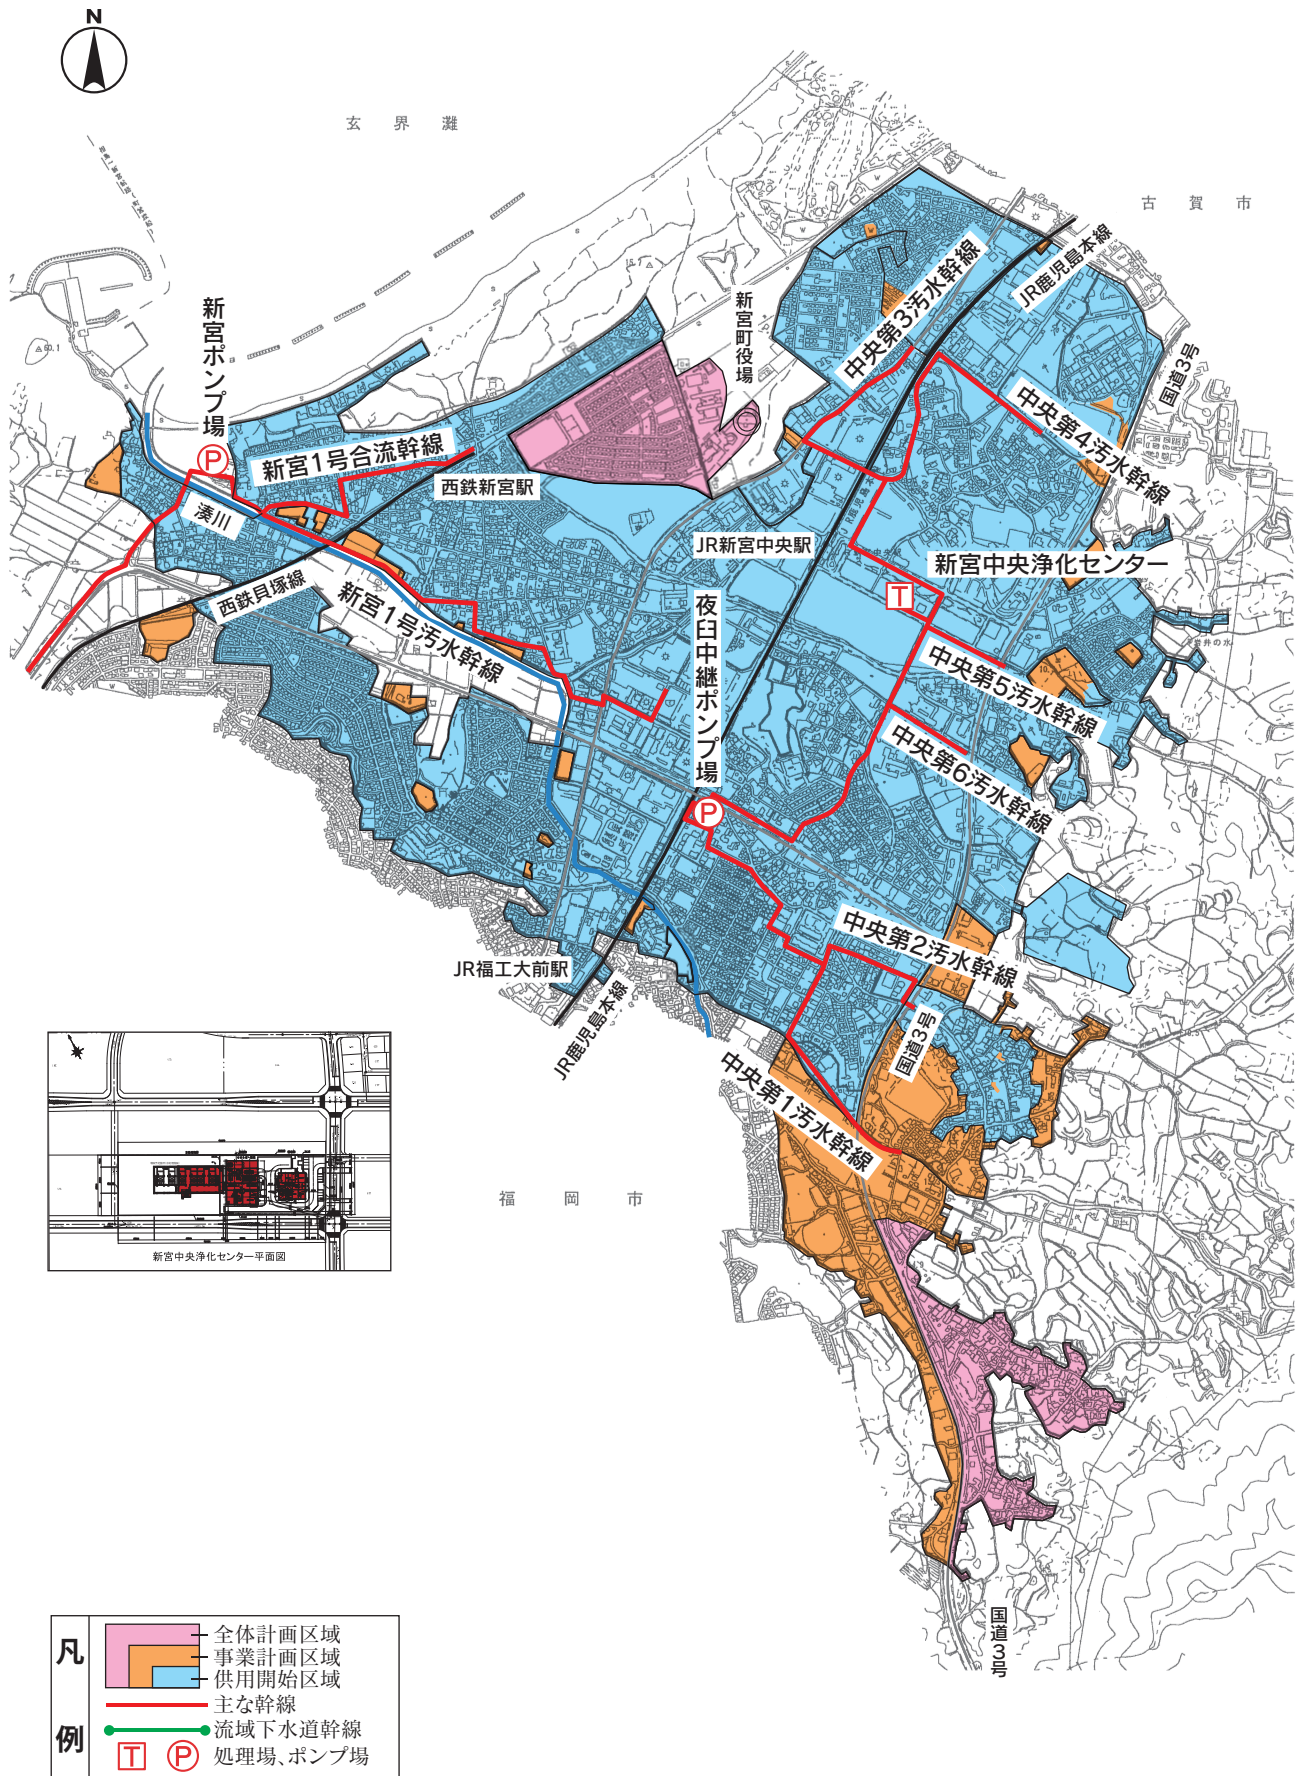 N
玄界灘
古賀市
JR鹿児島本線
中央第3汚水幹線
新宮町役場
国道3号
新宮ポンプ場
P
中央第4汚水幹線
新宮1号合流幹線
西鉄新宮駅
湊川
JR新宮中央駅
新宮中央浄化センター
T
西鉄貝塚線
新宮1号汚水幹線
夜臼中継ポンプ場
P
中央第5汚水幹線
中央第6汚水幹線
中央第2汚水幹線
JR福工大前駅
JR鹿児島本線
国道3号
中央第1汚水幹線
福岡市
新宮中央浄化センター平面図
国道3号
凡例
全体計画区域
事業計画区域
供用開始区域
主な幹線
流域下水道幹線
T P 処理場、ポンプ場